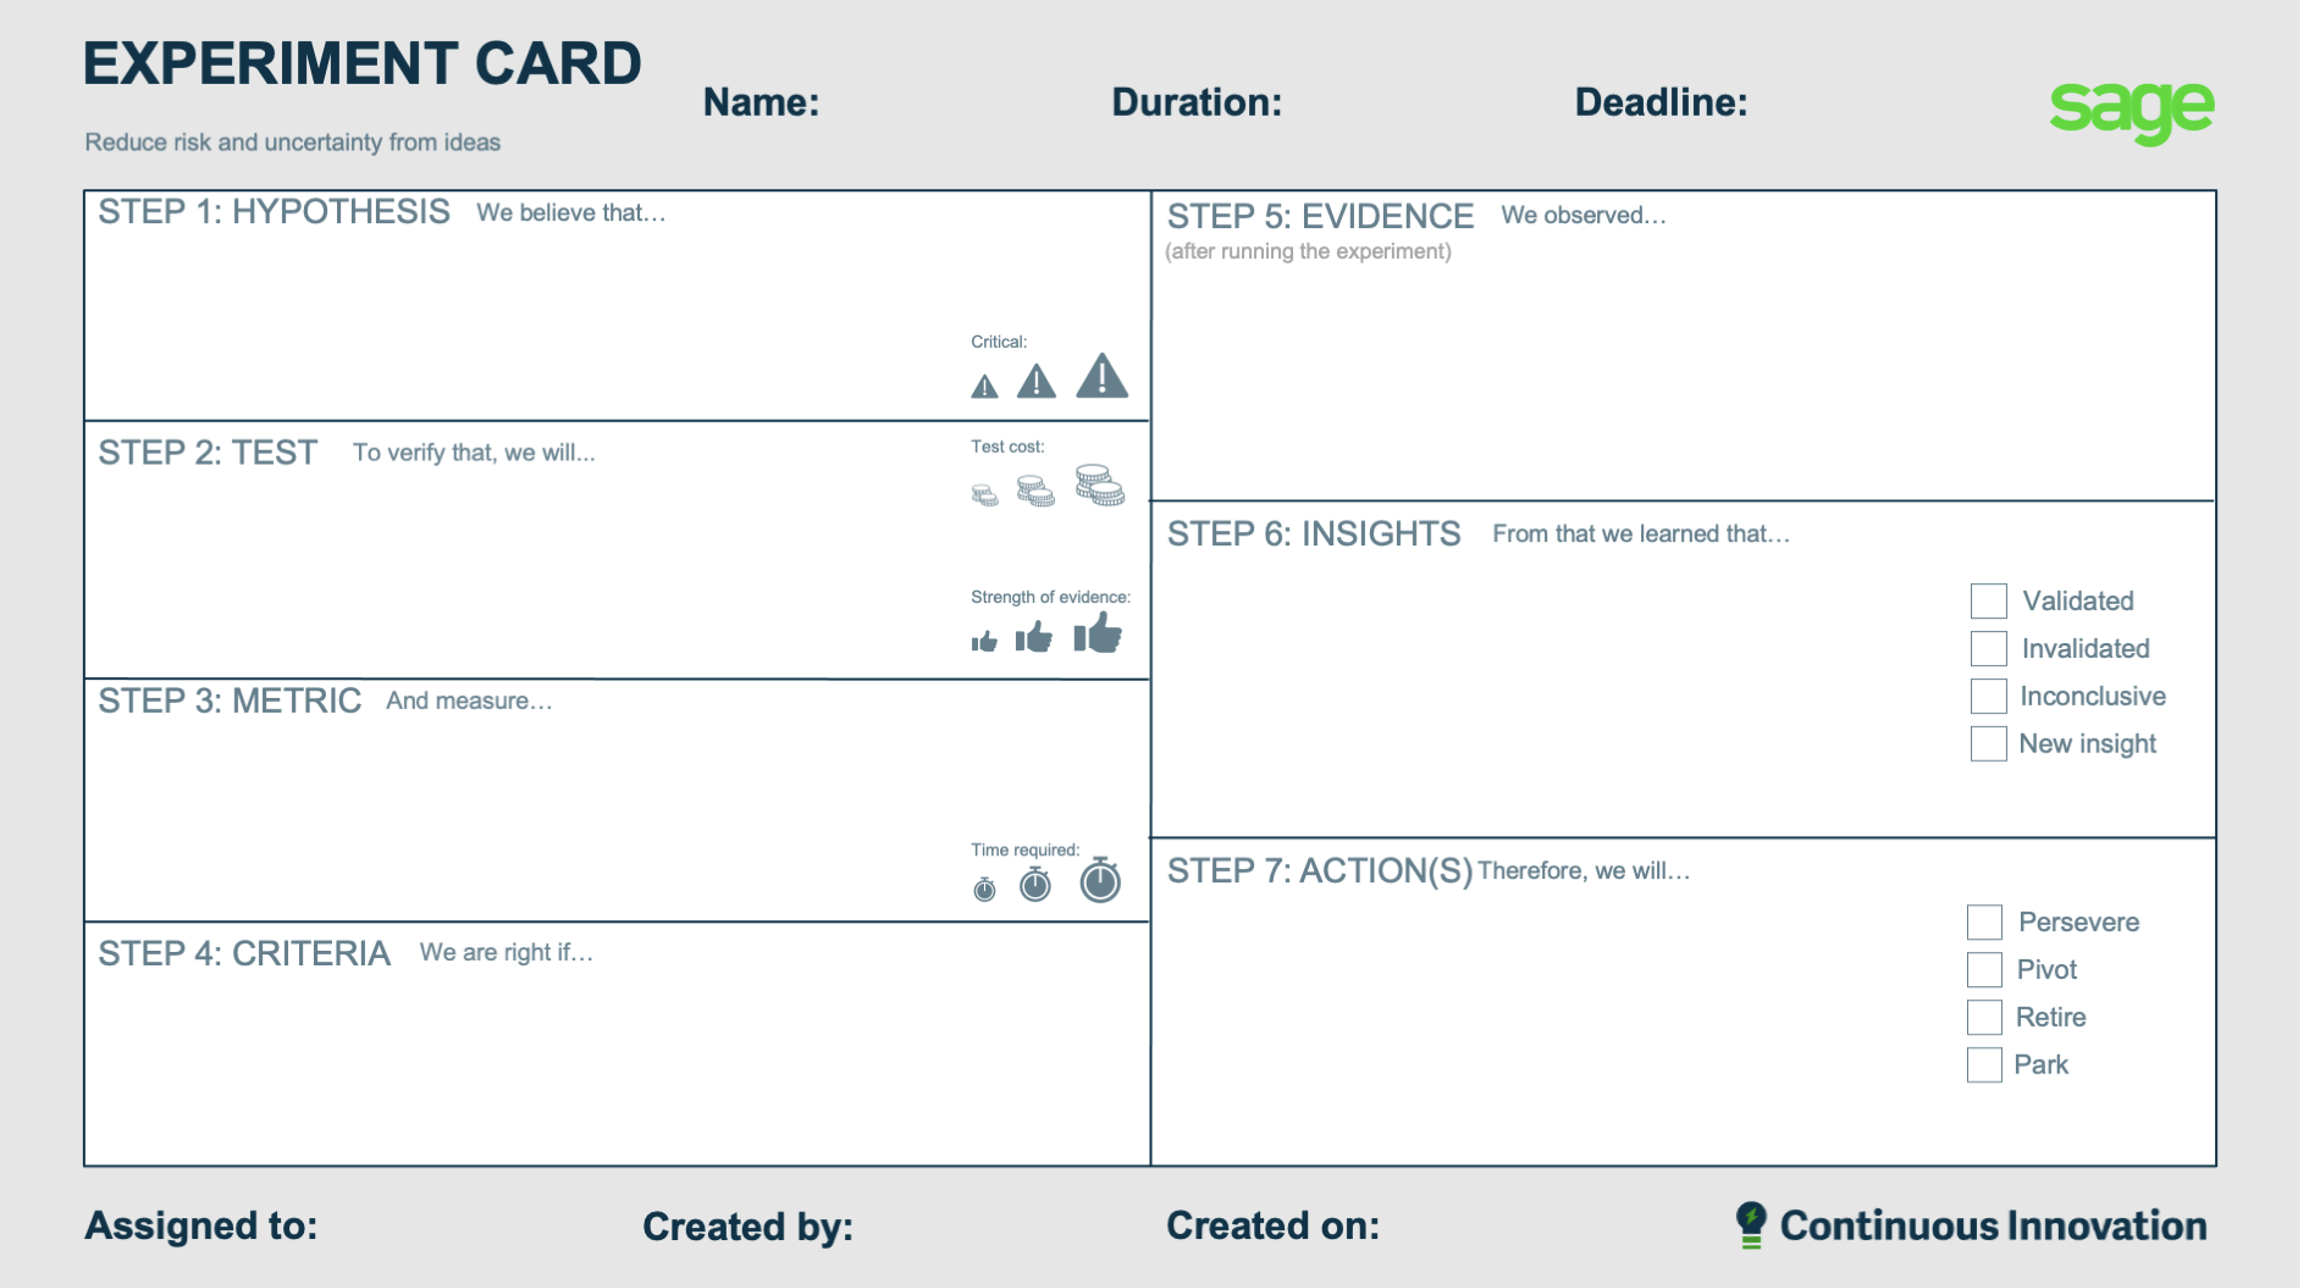 EXPERIMENT CARD
Reduce risk and uncertainty from ideas
Name:
Duration:
Deadline:
sage
STEP 1: HYPOTHESIS We believe that...
Critical:
STEP 2: TEST To verify that, we will...
Test cost:
Strength of evidence:
STEP 3: METRIC And measure...
Time required:
STEP 4: CRITERIA We are right if...
STEP 5: EVIDENCE We observed...
(after running the experiment)
STEP 6: INSIGHTS From that we learned that...
Validated
Invalidated
Inconclusive
New insight
STEP 7: ACTION(S) Therefore, we will...
Persevere
Pivot
Retire
Park
Assigned to:
Created by:
Created on:
Continuous Innovation